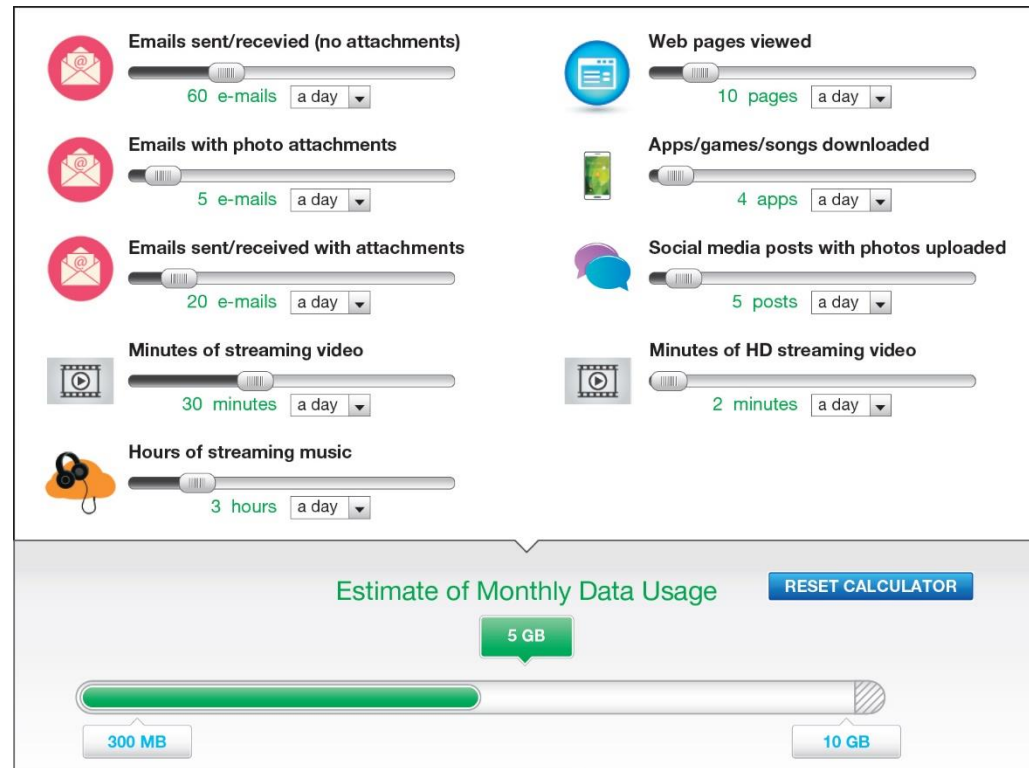 Emails sent/recevied (no attachments)
60 e-mails a day
Web pages viewed
10 pages a day
Emails with photo attachments
5 e-mails a day
Apps/games/songs downloaded
4 apps a day
Emails sent/received with attachments
20 e-mails a day
Social media posts with photos uploaded
5 posts a day
Minutes of streaming video
30 minutes a day
Minutes of HD streaming video
2 minutes a day
Hours of streaming music
3 hours a day
Estimate of Monthly Data Usage
RESET CALCULATOR
5 GB
300 MB
10 GB